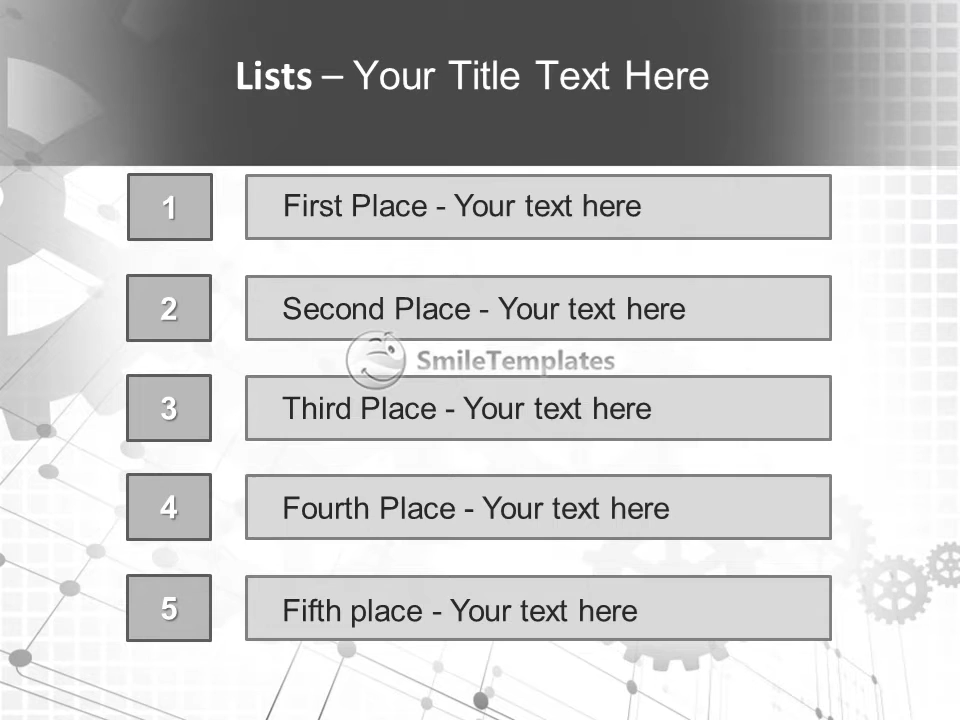 Lists – Your Title Text Here
1 First Place - Your text here
2 Second Place - Your text here
SmileTemplates
3 Third Place - Your text here
4 Fourth Place - Your text here
5 Fifth place - Your text here